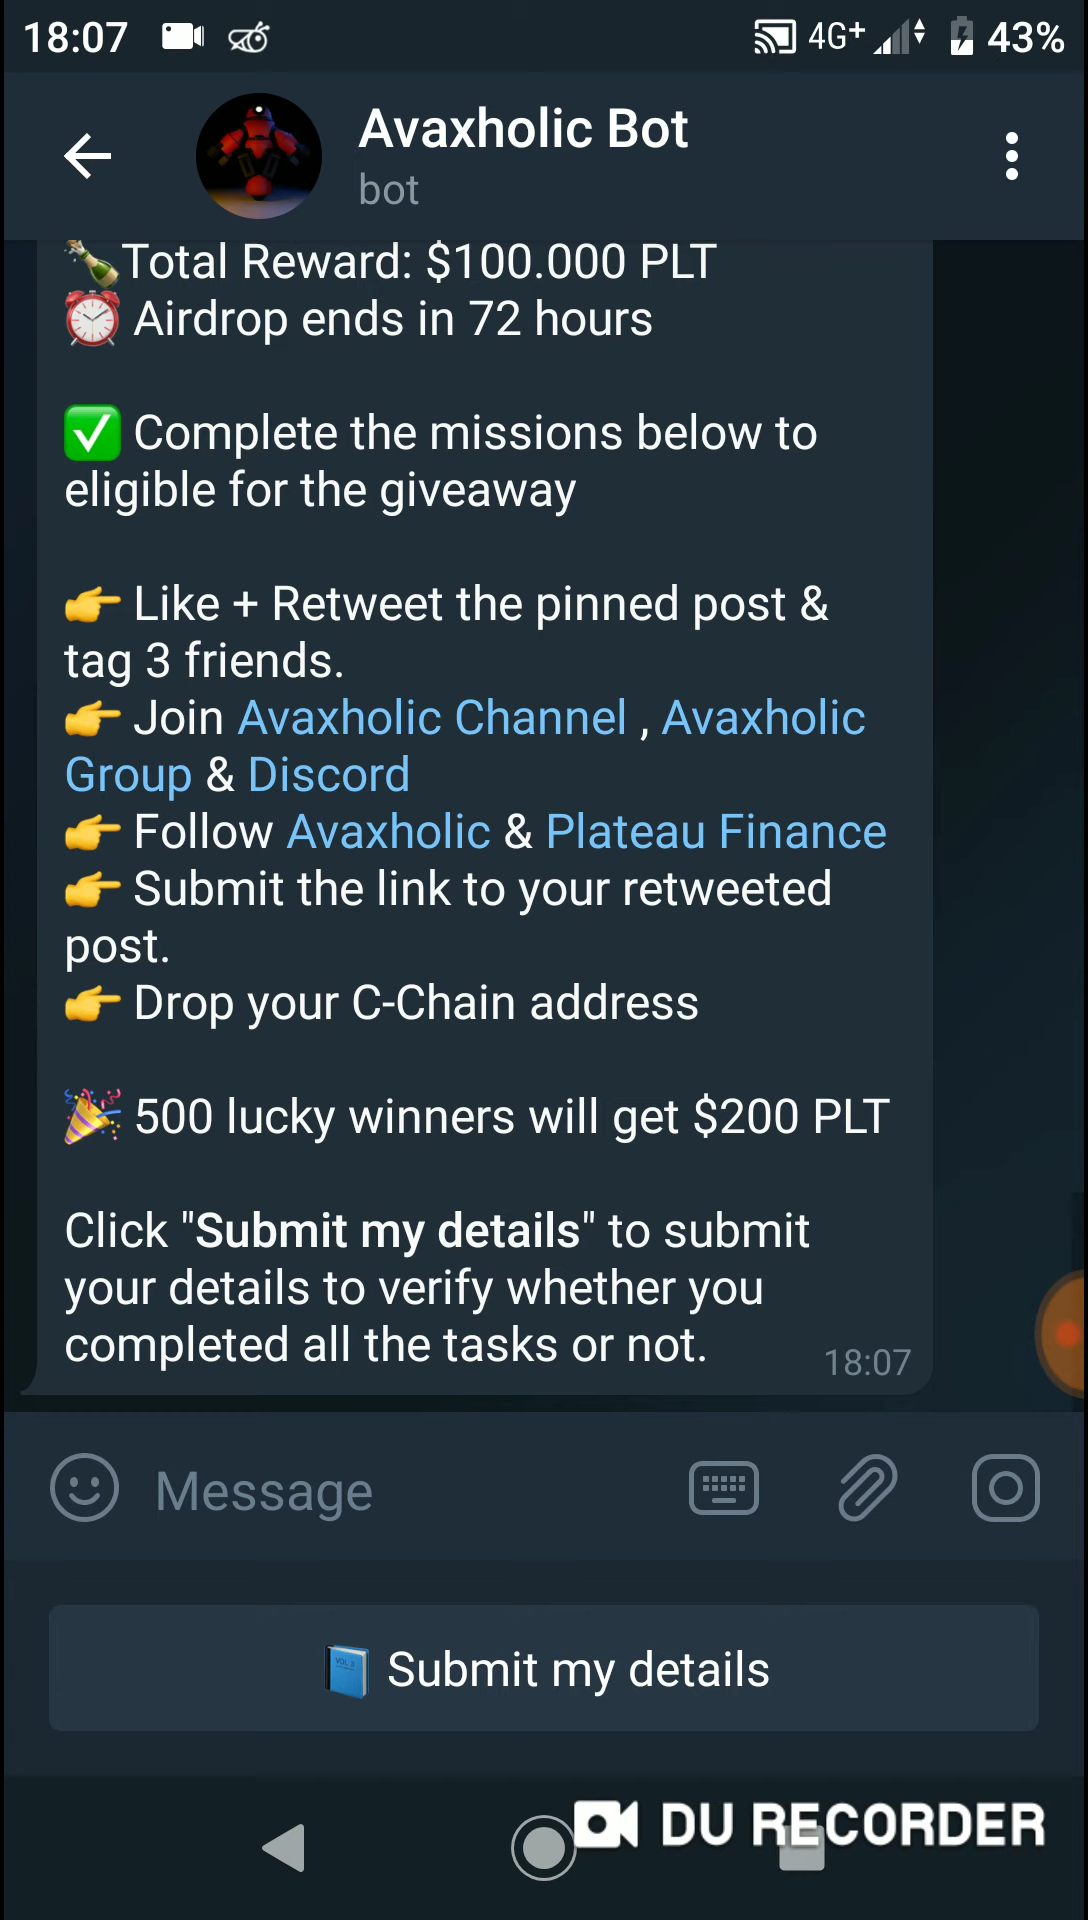 18:07
4G+
43%
Avaxholic Bot
bot
Total Reward: $100.000 PLT
Airdrop ends in 72 hours
Complete the missions below to
eligible for the giveaway
Like + Retweet the pinned post &
tag 3 friends.
Join Avaxholic Channel , Avaxholic
Group & Discord
Follow Avaxholic & Plateau Finance
Submit the link to your retweeted
post.
Drop your C-Chain address
500 lucky winners will get $200 PLT
Click "Submit my details" to submit
your details to verify whether you
completed all the tasks or not.
18:07
Message
Submit my details
DU RECORDER